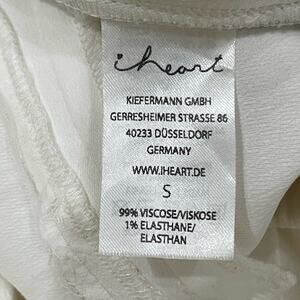 iheart
KIEFERMANN GMBH
GERRESHEIMER STRASSE 86
40233 DÜSSELDORF
GERMANY
WWW.IHEART.DE
S
99% VISCOSE/VISKOSE
1% ELASTHANE/
ELASTHAN